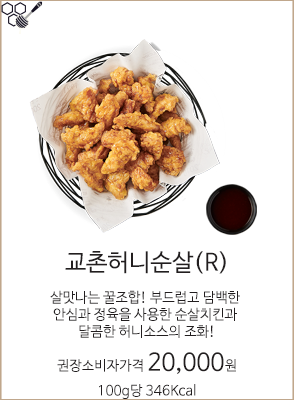 교촌허니순살(R)
살맛나는 꿀조합! 부드럽고 담백한
안심과 정육을 사용한 순살치킨과
달콤한 허니소스의 조화!
권장소비자가격 20,000원
100g당 346Kcal